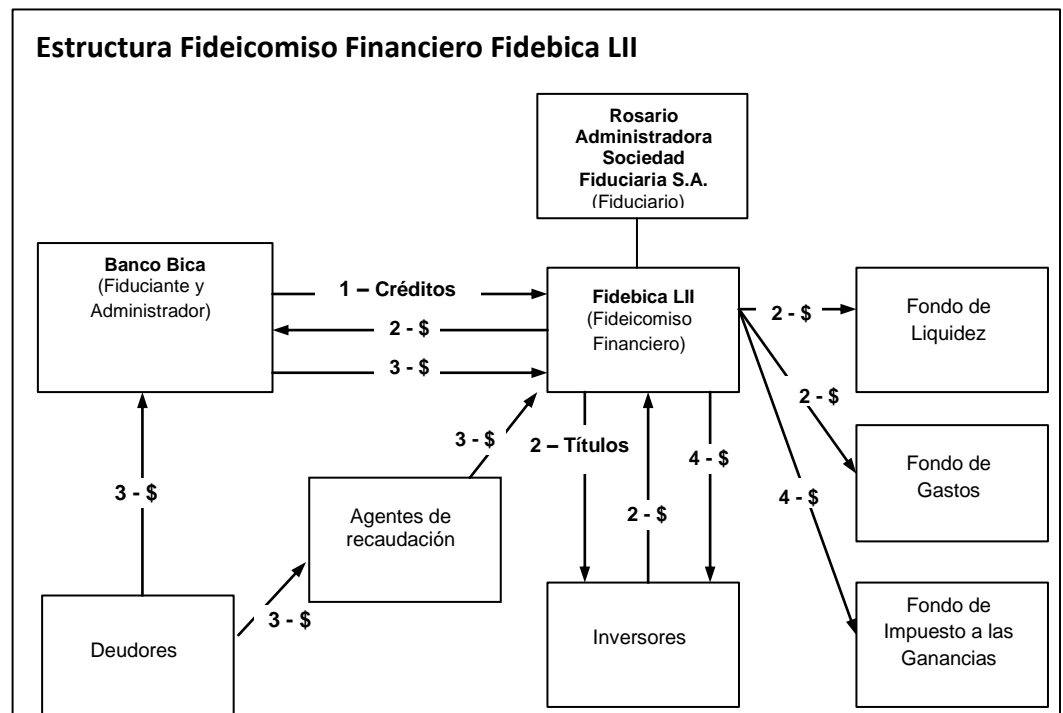 Estructura Fideicomiso Financiero Fidebica LII
Rosario
Administradora
Sociedad
Fiduciaria S.A.
(Fiduciario)
Banco Bica
(Fiduciante y
Administrador)
1 – Créditos
2 - $
3 - $
Fidebica LII
(Fideicomiso
Financiero)
2 - $
Fondo de
Liquidez
2 - $
4 - $
Fondo de
Gastos
3 - $
2 – Títulos
4 - $
2 - $
3 - $
Agentes de
recaudación
3 - $
Deudores
Inversores
Fondo de
Impuesto a las
Ganancias